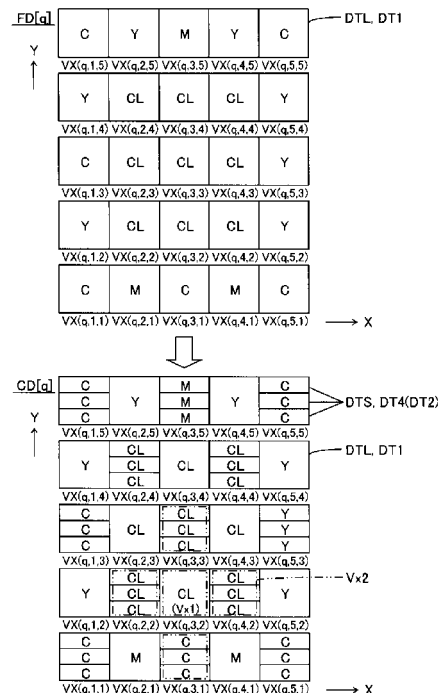 FD[q]
DTL, DT1
Y
C Y M Y C
VX(q,1,5) VX(q,2,5) VX(q,3,5) VX(q,4,5) VX(q,5,5)
Y CL CL CL Y
VX(q,1,4) VX(q,2,4) VX(q,3,4) VX(q,4,4) VX(q,5,4)
C CL CL CL Y
VX(q,1,3) VX(q,2,3) VX(q,3,3) VX(q,4,3) VX(q,5,3)
Y CL CL CL Y
VX(q,1,2) VX(q,2,2) VX(q,3,2) VX(q,4,2) VX(q,5,2)
C M C M C
VX(q,1,1) VX(q,2,1) VX(q,3,1) VX(q,4,1) VX(q,5,1)
X
CD[q]
Y
C M C
C Y M Y C
C M C
DTS, DT4(DT2)
VX(q,1,5) VX(q,2,5) VX(q,3,5) VX(q,4,5) VX(q,5,5)
DTL, DT1
CL CL
Y CL CL CL Y
CL CL
VX(q,1,4) VX(q,2,4) VX(q,3,4) VX(q,4,4) VX(q,5,4)
C CL Y
C CL CL CL Y
C CL Y
VX(q,1,3) VX(q,2,3) VX(q,3,3) VX(q,4,3) VX(q,5,3)
CL CL
Vx2
Y CL CL CL Y
CL (Vx1) CL
VX(q,1,2) VX(q,2,2) VX(q,3,2) VX(q,4,2) VX(q,5,2)
C C C
C M C M C
C C C
VX(q,1,1) VX(q,2,1) VX(q,3,1) VX(q,4,1) VX(q,5,1)
X